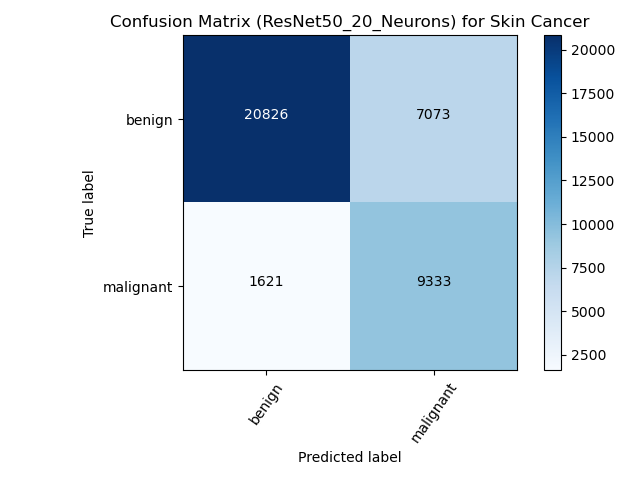 Confusion Matrix (ResNet50_20_Neurons) for Skin Cancer
True label
benign
malignant
20826
7073
1621
9333
benign
malignant
Predicted label
20000
17500
15000
12500
10000
7500
5000
2500